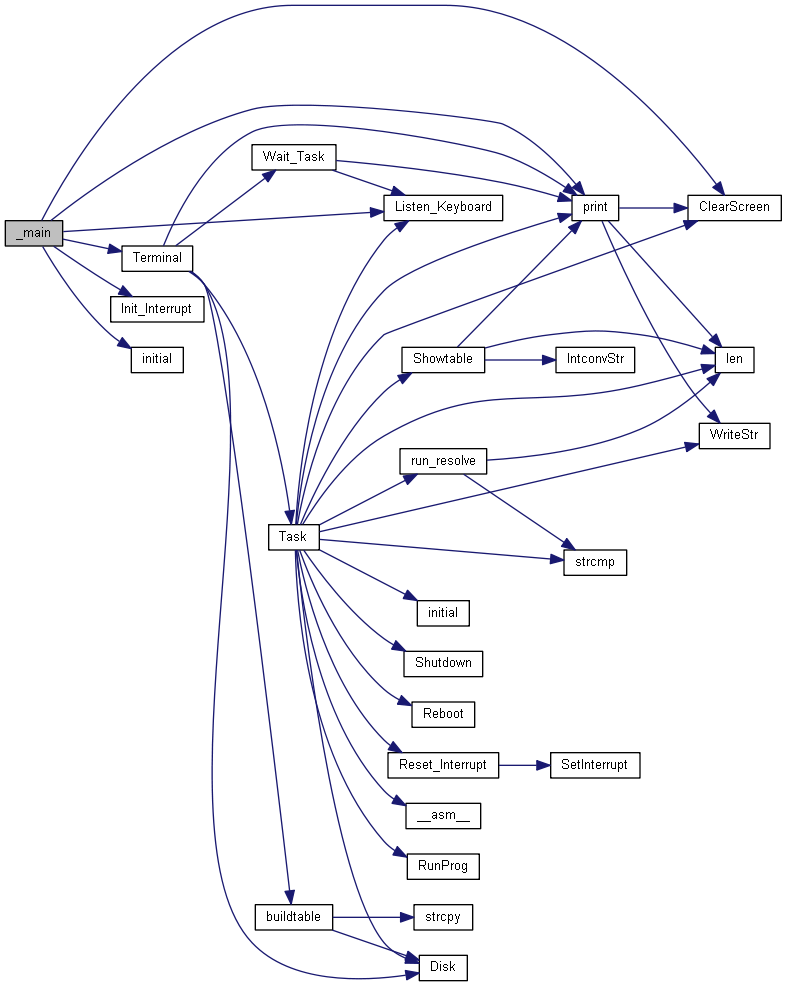 _main
Terminal
Init_Interrupt
initial
Wait_Task
Listen_Keyboard
print
ClearScreen
Showtable
IntconvStr
len
WriteStr
run_resolve
Task
strcmp
initial
Shutdown
Reboot
Reset_Interrupt
SetInterrupt
__asm__
RunProg
buildtable
strcpy
Disk